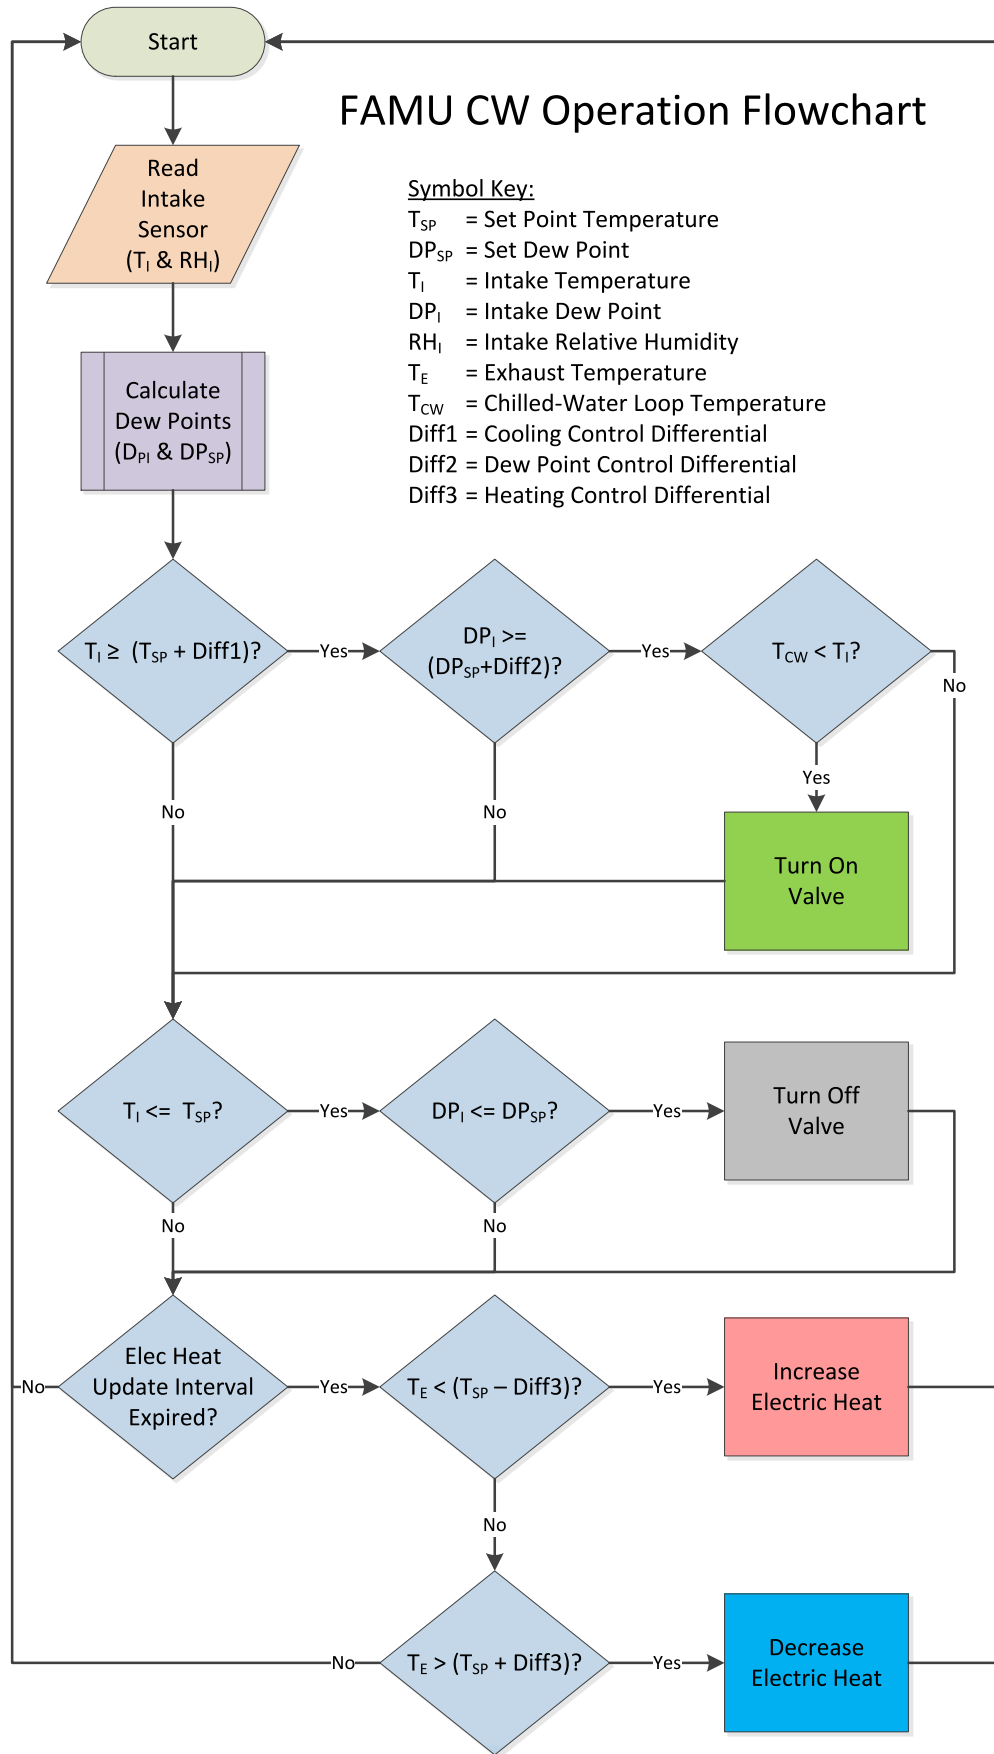 Start
FAMU CW Operation Flowchart
Read
Intake
Sensor
(T_I & RH_I)
Symbol Key:
T_SP = Set Point Temperature
DP_SP = Set Dew Point
T_I = Intake Temperature
DP_I = Intake Dew Point
RH_I = Intake Relative Humidity
T_E = Exhaust Temperature
T_CW = Chilled-Water Loop Temperature
Diff1 = Cooling Control Differential
Diff2 = Dew Point Control Differential
Diff3 = Heating Control Differential
Calculate
Dew Points
(D_PI & DP_SP)
T_I ≥ (T_SP + Diff1)?
Yes
DP_I >=
(DP_SP+Diff2)?
Yes
T_CW < T_I?
No
Yes
No
No
Turn On
Valve
T_I <= T_SP?
Yes
DP_I <= DP_SP?
Yes
Turn Off
Valve
No
No
Elec Heat
Update Interval
Expired?
No
Yes
T_E < (T_SP – Diff3)?
Yes
Increase
Electric Heat
No
No
T_E > (T_SP + Diff3)?
Yes
Decrease
Electric Heat